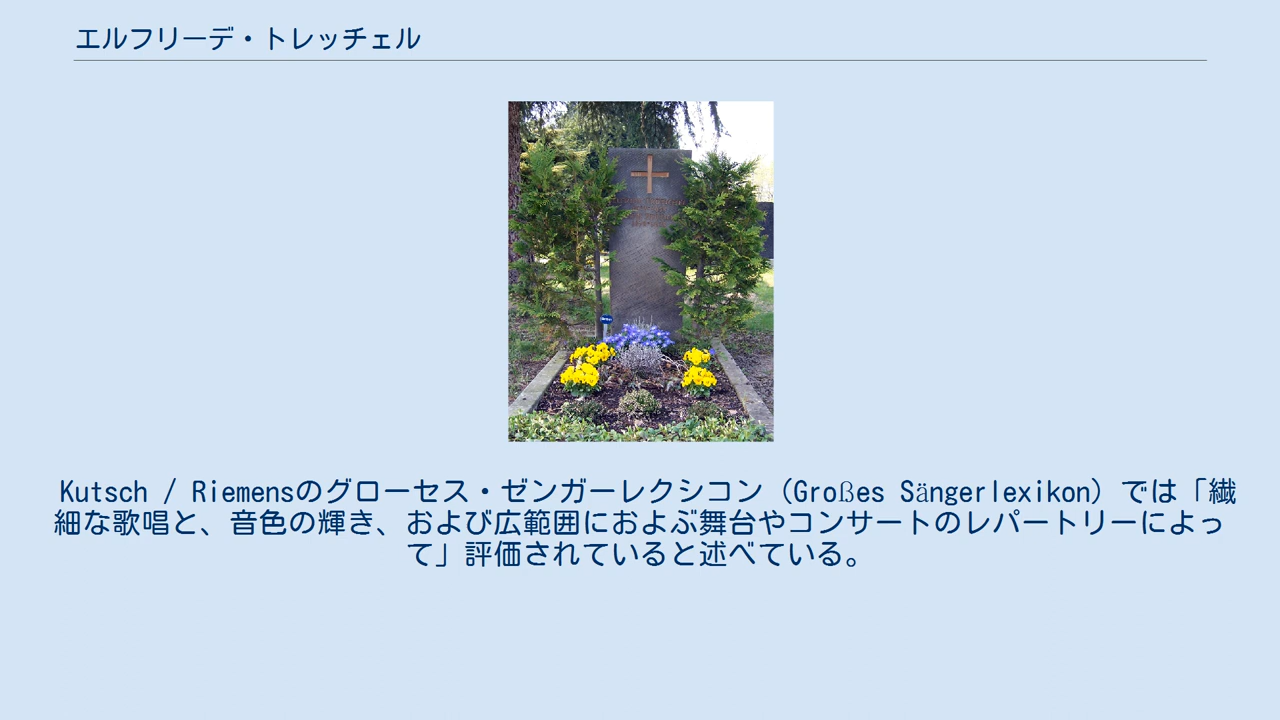 エルフリーデ・トレッチェル
Kutsch / Riemensのグローセス・ゼンガーレクシコン（Großes Sängerlexikon）では「繊
細な歌唱と、音色の輝き、および広範囲におよぶ舞台やコンサートのレパートリーによっ
て」評価されていると述べている。